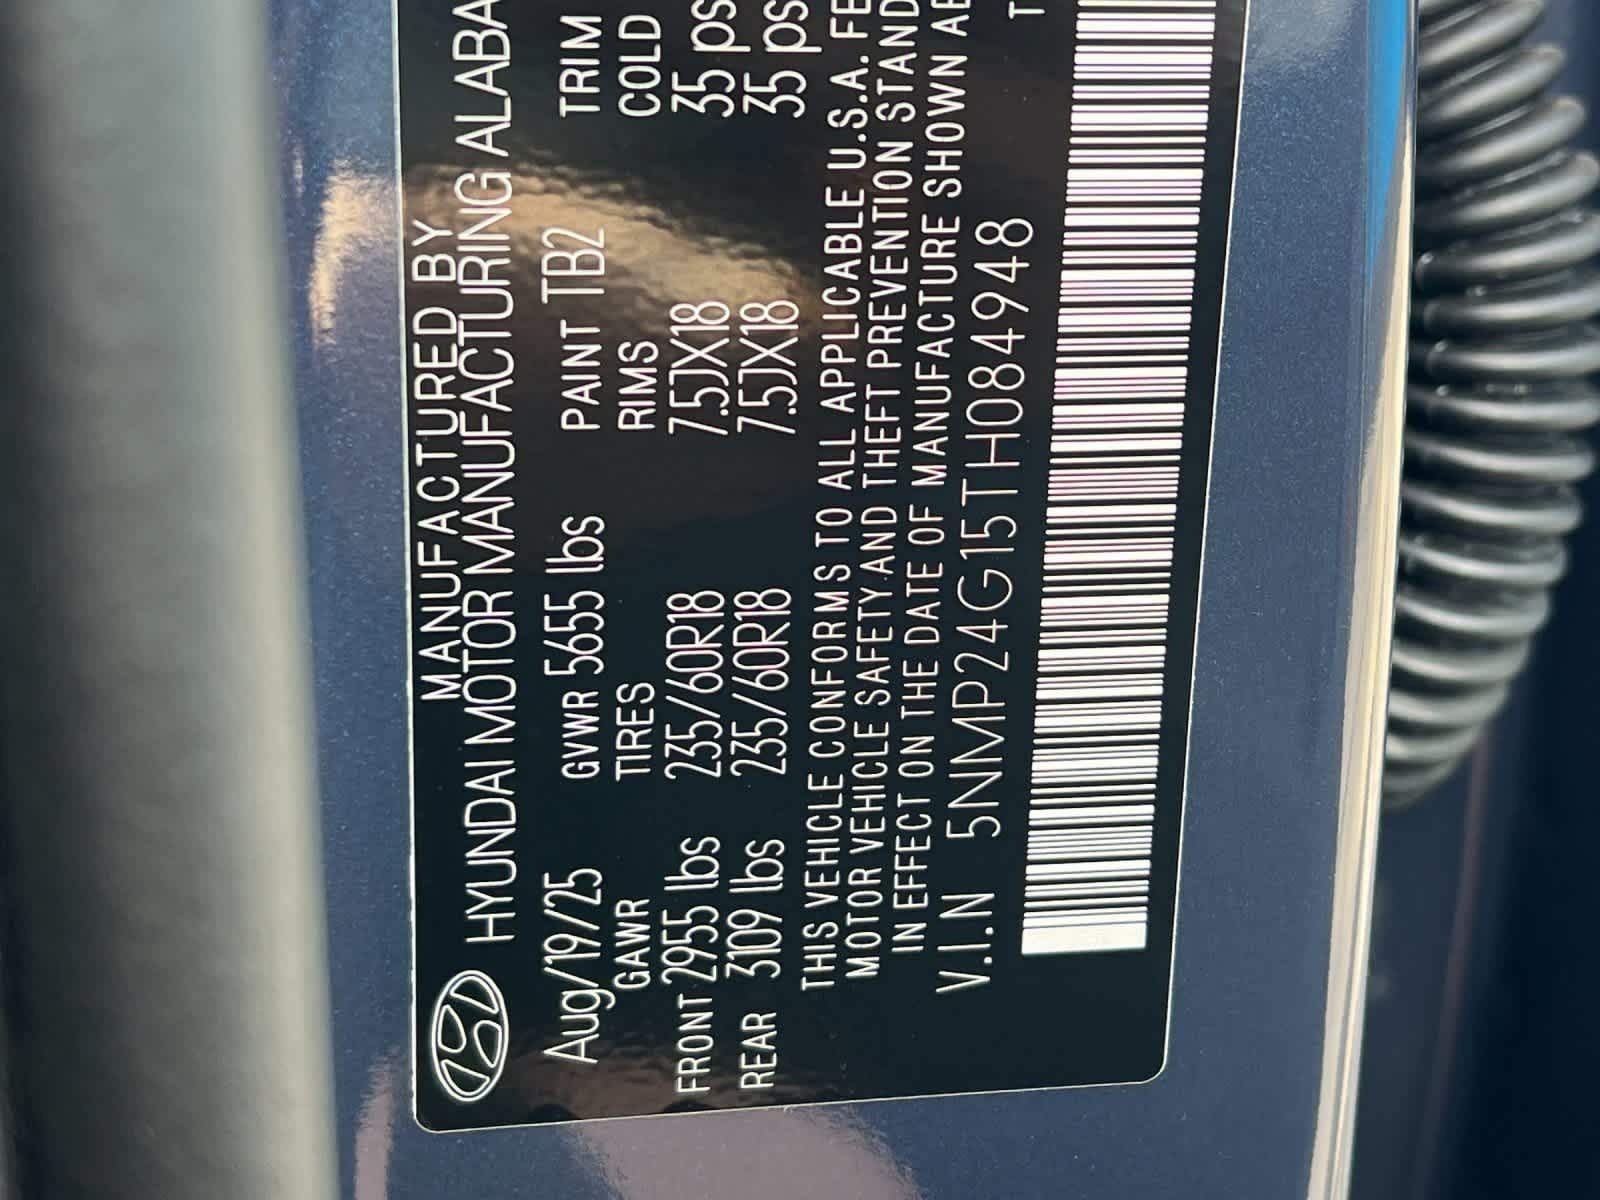 MANUFACTURED BY
HYUNDAI MOTOR MANUFACTURING ALABA
Aug/19/25 GVWR 5655 lbs PAINT TB2 TRIM
GAWR TIRES RIMS COLD
FRONT 2955 lbs 235/60R18 7.5JX18 35 ps
REAR 3109 lbs 235/60R18 7.5JX18 35 ps
THIS VEHICLE CONFORMS TO ALL APPLICABLE U.S.A. FE
MOTOR VEHICLE SAFETY AND THEFT PREVENTION STAND
IN EFFECT ON THE DATE OF MANUFACTURE SHOWN AB
V.I.N 5NMP24G15TH084948 T